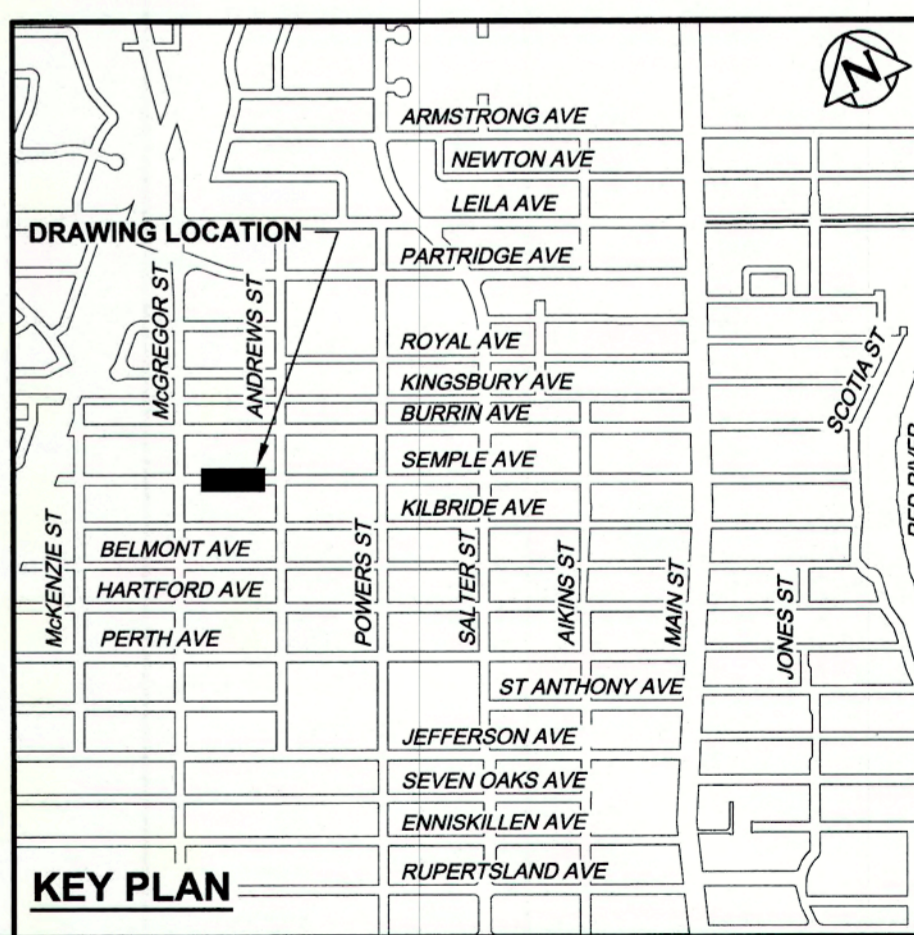 N
ARMSTRONG AVE
NEWTON AVE
LEILA AVE
DRAWING LOCATION
PARTRIDGE AVE
McGREGOR ST
ANDREWS ST
ROYAL AVE
KINGSBURY AVE
BURRIN AVE
SCOTIA ST
SEMPLE AVE
RED RIVER
KILBRIDE AVE
McKENZIE ST
BELMONT AVE
POWERS ST
SALTER ST
AIKINS ST
MAIN ST
JONES ST
HARTFORD AVE
PERTH AVE
ST ANTHONY AVE
JEFFERSON AVE
SEVEN OAKS AVE
ENNISKILLEN AVE
RUPERTSLAND AVE
KEY PLAN